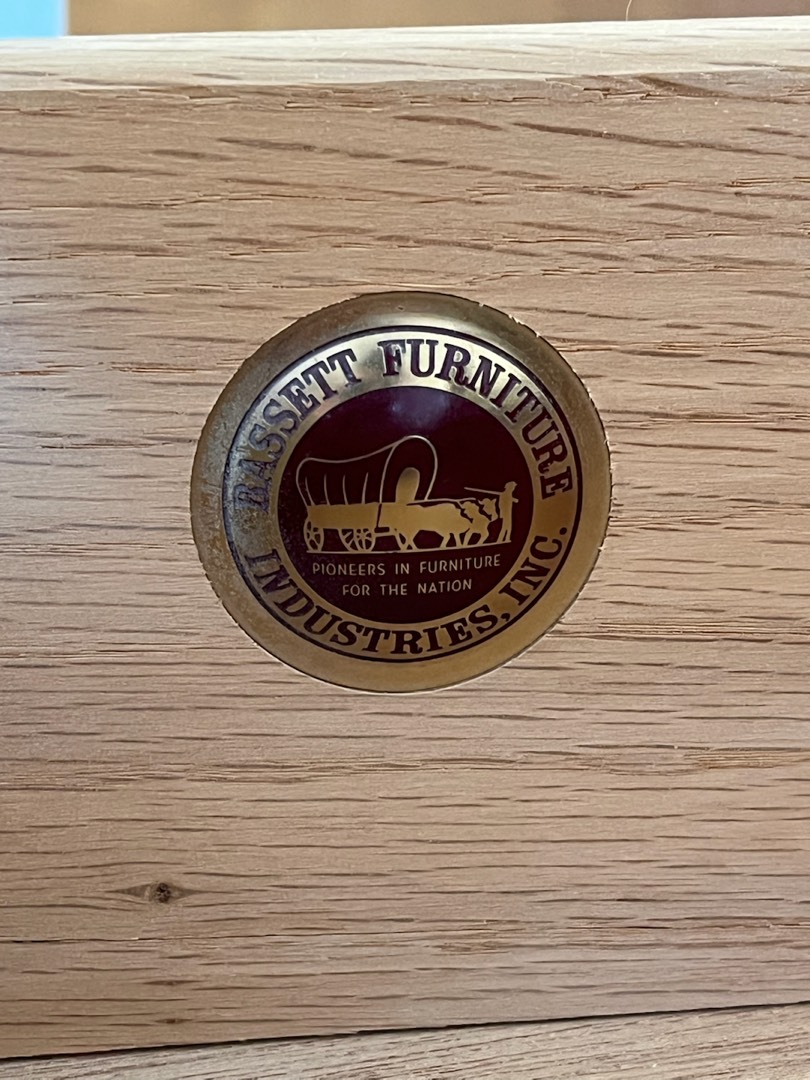 BASSETT FURNITURE
PIONEERS IN FURNITURE
FOR THE NATION
INDUSTRIES, INC.